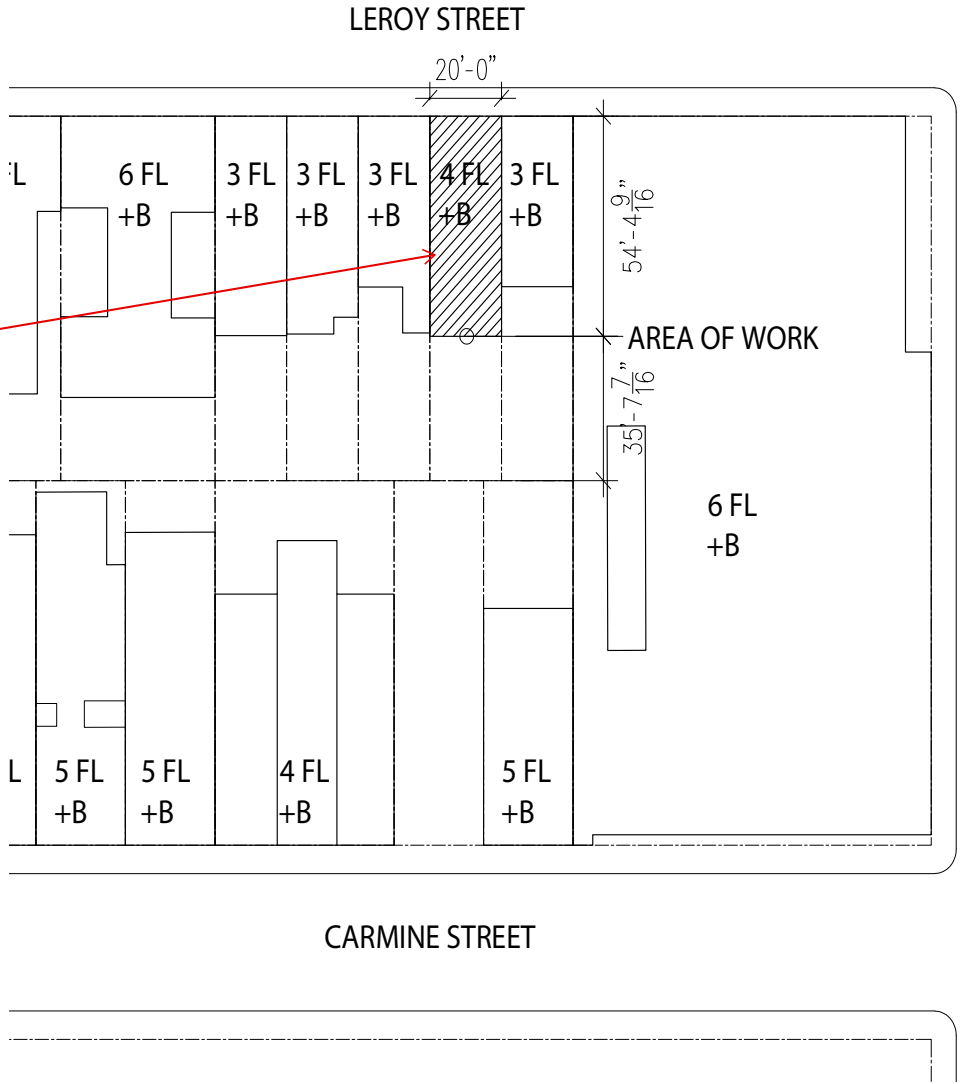 LEROY STREET
20'-0"
FL
6 FL
+B
3 FL
+B
3 FL
+B
3 FL
+B
4 FL
+B
3 FL
+B
54'-4 9/16"
AREA OF WORK
35'-7 7/16"
6 FL
+B
L
5 FL
+B
5 FL
+B
4 FL
+B
5 FL
+B
CARMINE STREET